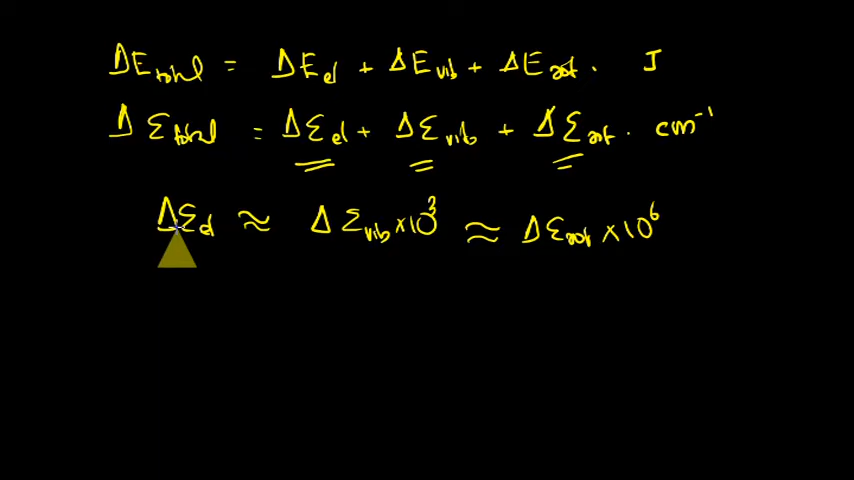 ΔE_total = ΔE_el + ΔE_vib + ΔE_rot . J
Δε_total = Δε_el + Δε_vib + Δε_rot . cm⁻¹
Δε_el ≈ Δε_vib × 10³ ≈ Δε_rot × 10⁶